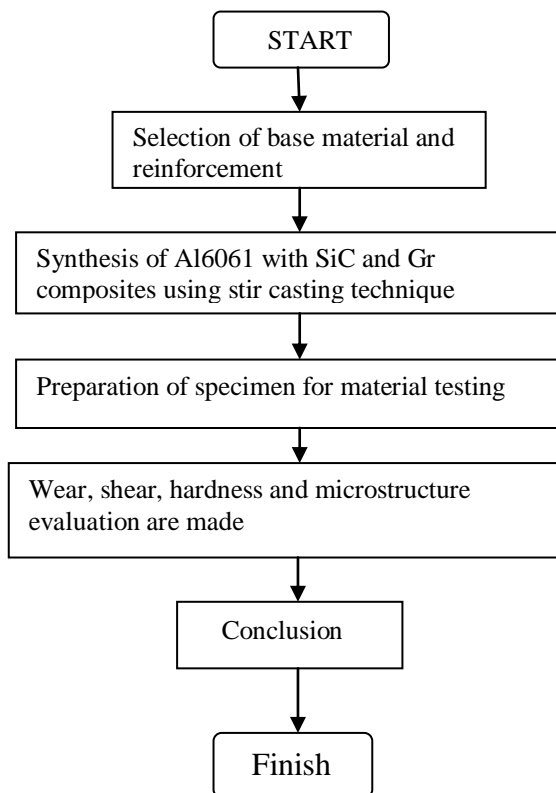 START
Selection of base material and
reinforcement
Synthesis of Al6061 with SiC and Gr
composites using stir casting technique
Preparation of specimen for material testing
Wear, shear, hardness and microstructure
evaluation are made
Conclusion
Finish